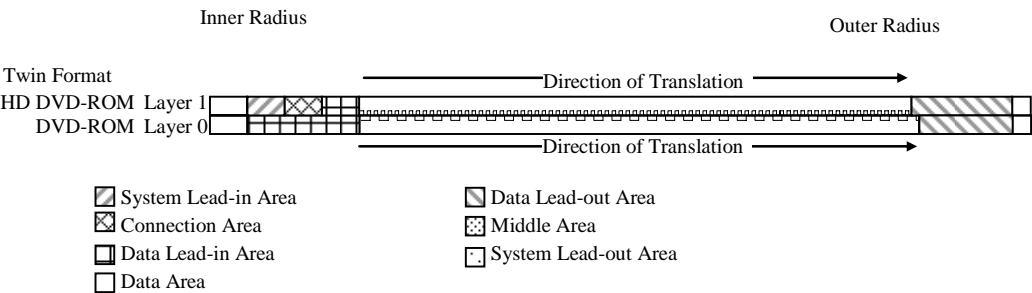 Inner Radius
Outer Radius
Twin Format
Direction of Translation
HD DVD-ROM Layer 1
DVD-ROM Layer 0
Direction of Translation
System Lead-in Area
Data Lead-out Area
Connection Area
Middle Area
Data Lead-in Area
System Lead-out Area
Data Area